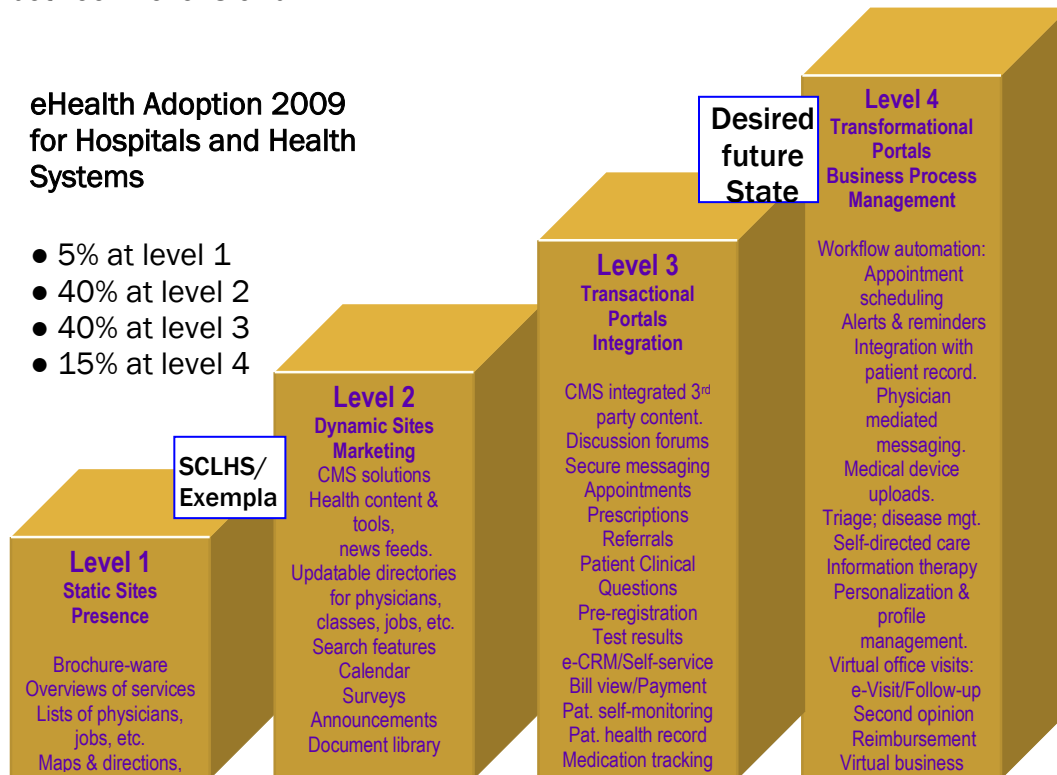 eHealth Adoption 2009
for Hospitals and Health
Systems
● 5% at level 1
● 40% at level 2
● 40% at level 3
● 15% at level 4
SCLHS/
Exempla
Desired
future
State
Level 1
Static Sites
Presence
Brochure-ware
Overviews of services
Lists of physicians,
jobs, etc.
Maps & directions,
Level 2
Dynamic Sites
Marketing
CMS solutions
Health content &
tools,
news feeds.
Updatable directories
for physicians,
classes, jobs, etc.
Search features
Calendar
Surveys
Announcements
Document library
Level 3
Transactional
Portals
Integration
CMS integrated 3rd
party content.
Discussion forums
Secure messaging
Appointments
Prescriptions
Referrals
Patient Clinical
Questions
Pre-registration
Test results
e-CRM/Self-service
Bill view/Payment
Pat. self-monitoring
Pat. health record
Medication tracking
Level 4
Transformational
Portals
Business Process
Management
Workflow automation:
Appointment
scheduling
Alerts & reminders
Integration with
patient record.
Physician
mediated
messaging.
Medical device
uploads.
Triage; disease mgt.
Self-directed care
Information therapy
Personalization &
profile
management.
Virtual office visits:
e-Visit/Follow-up
Second opinion
Reimbursement
Virtual business